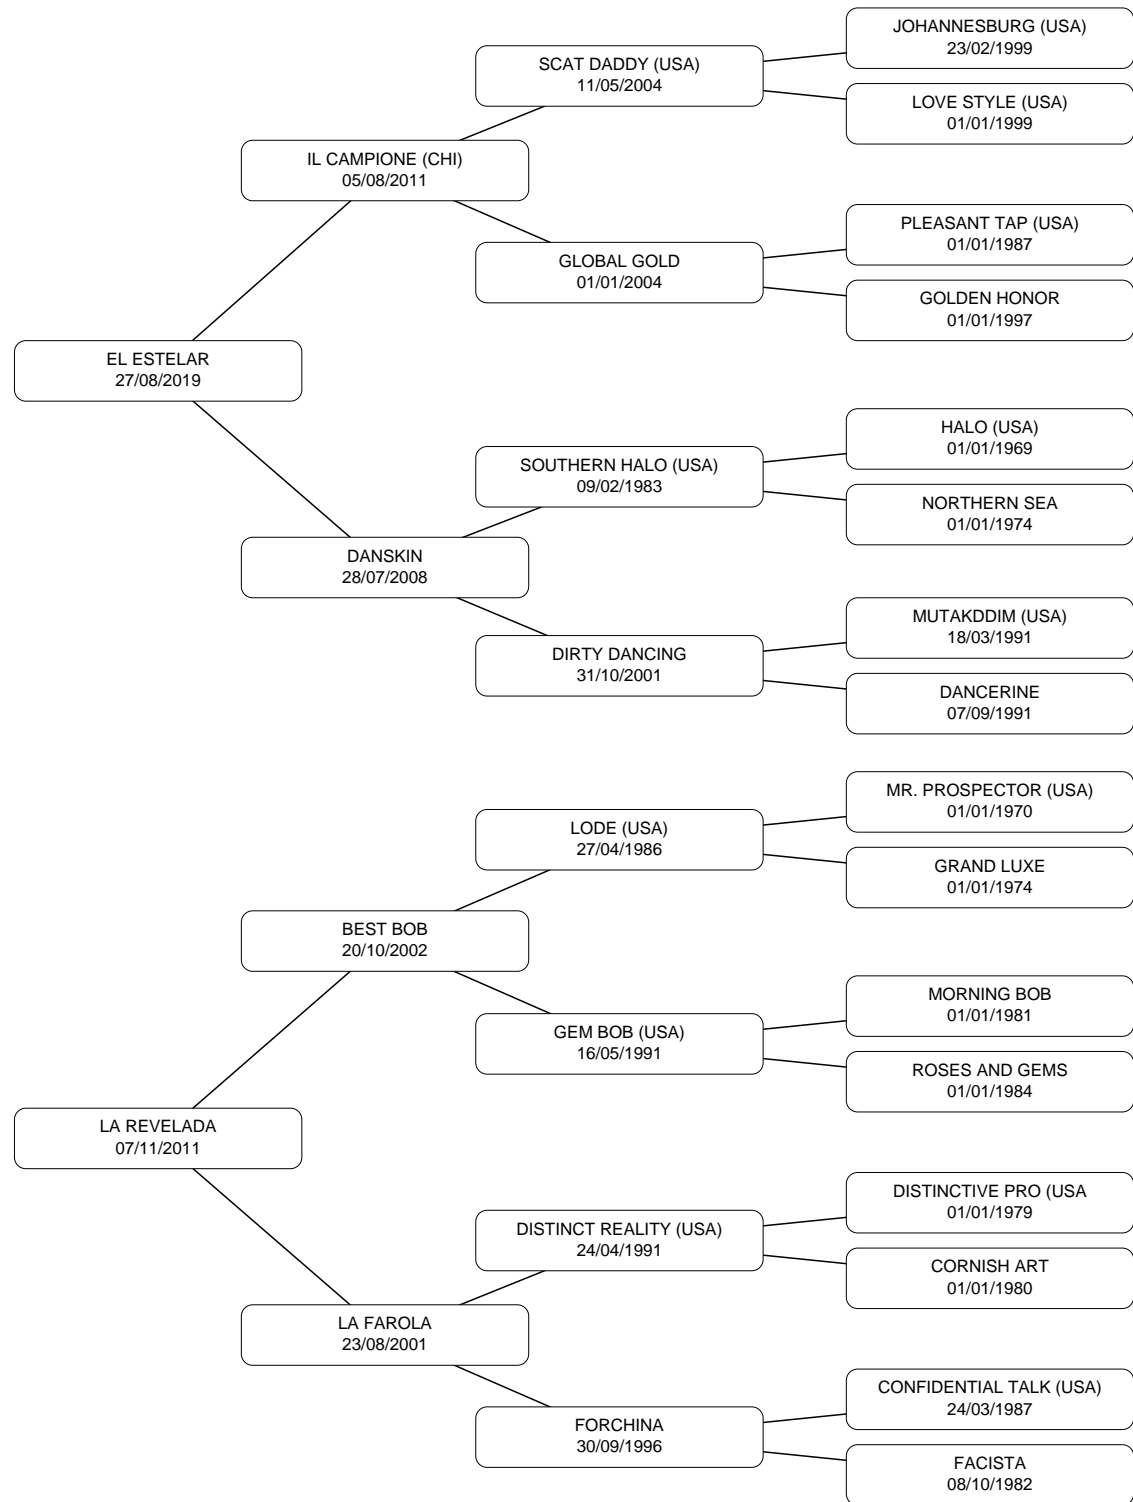 JOHANNESBURG (USA)
23/02/1999
SCAT DADDY (USA)
11/05/2004
LOVE STYLE (USA)
01/01/1999
IL CAMPIONE (CHI)
05/08/2011
PLEASANT TAP (USA)
01/01/1987
GLOBAL GOLD
01/01/2004
GOLDEN HONOR
01/01/1997
EL ESTELAR
27/08/2019
HALO (USA)
01/01/1969
SOUTHERN HALO (USA)
09/02/1983
NORTHERN SEA
01/01/1974
DANSKIN
28/07/2008
MUTAKDDIM (USA)
18/03/1991
DIRTY DANCING
31/10/2001
DANCERINE
07/09/1991
MR. PROSPECTOR (USA)
01/01/1970
LODE (USA)
27/04/1986
GRAND LUXE
01/01/1974
BEST BOB
20/10/2002
MORNING BOB
01/01/1981
GEM BOB (USA)
16/05/1991
ROSES AND GEMS
01/01/1984
LA REVELADA
07/11/2011
DISTINCTIVE PRO (USA
01/01/1979
DISTINCT REALITY (USA)
24/04/1991
CORNISH ART
01/01/1980
LA FAROLA
23/08/2001
CONFIDENTIAL TALK (USA)
24/03/1987
FORCHINA
30/09/1996
FACISTA
08/10/1982